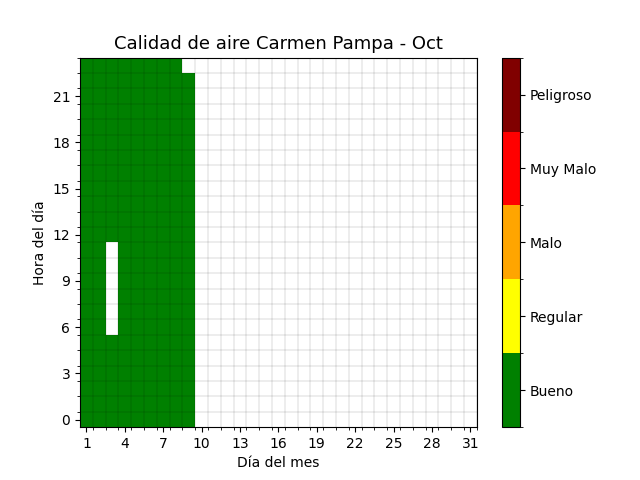 Calidad de aire Carmen Pampa - Oct
Hora del día
21
18
15
12
9
6
3
0
1 4 7 10 13 16 19 22 25 28 31
Día del mes
Peligroso
Muy Malo
Malo
Regular
Bueno